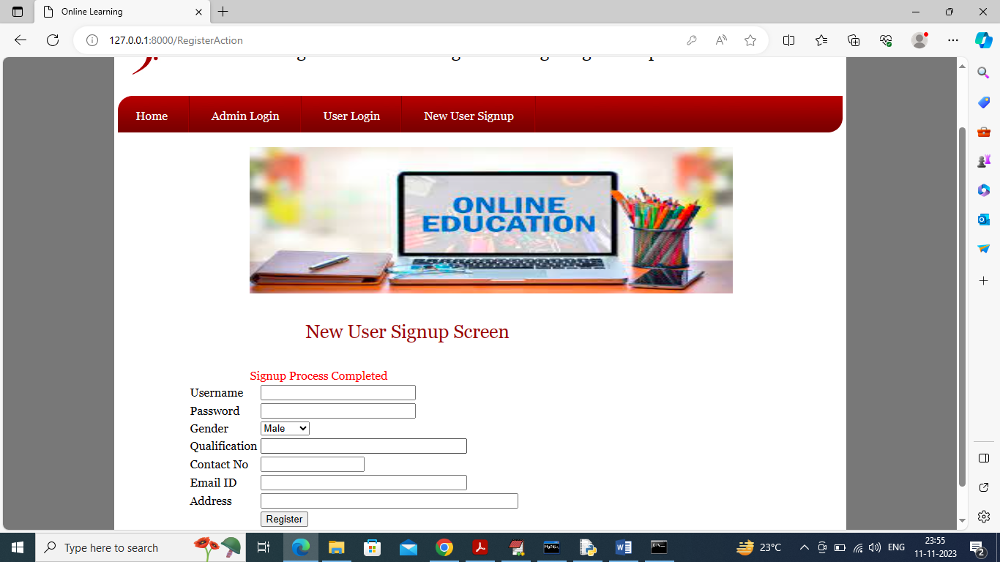 Online Learning
127.0.0.1:8000/RegisterAction
Home Admin Login User Login New User Signup
ONLINE
EDUCATION
New User Signup Screen
Signup Process Completed
Username
Password
Gender Male
Qualification
Contact No
Email ID
Address
Register
Type here to search
23°C
ENG
23:55
11-11-2023
2